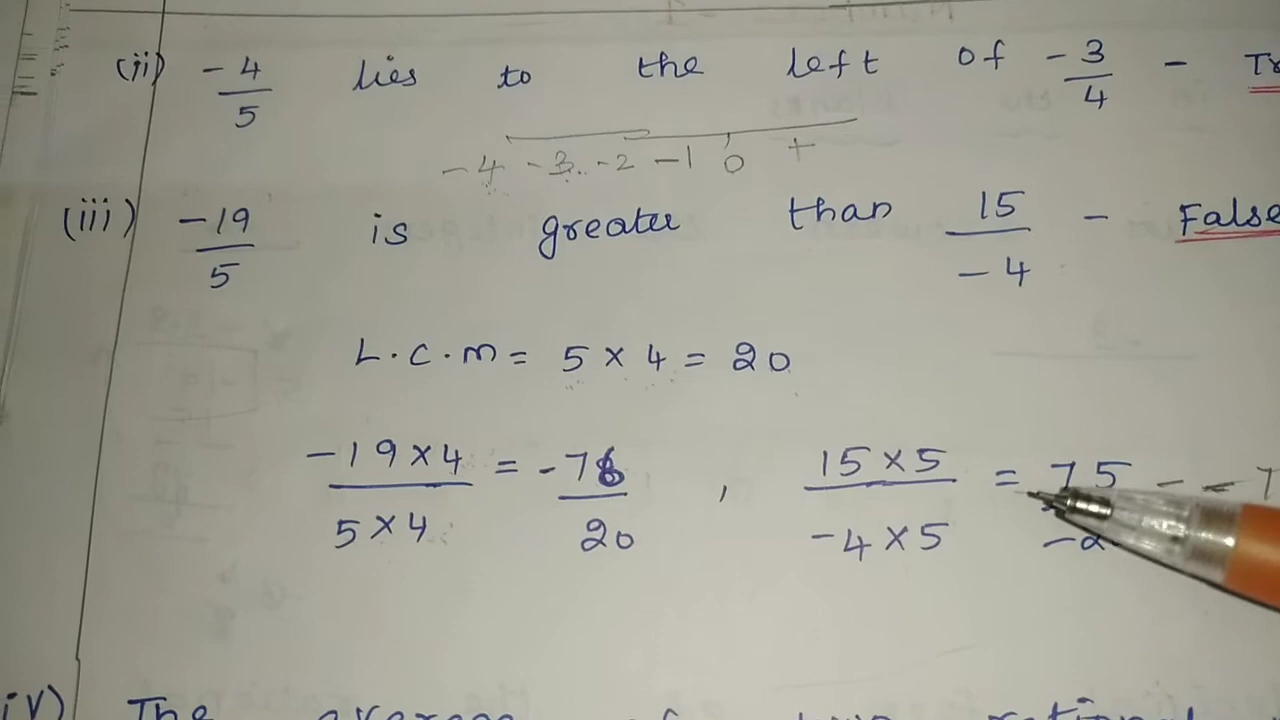 (ii) -4/5 lies to the left of -3/4 -
-4 -3 -2 -1 0 +
(iii) -19/5 is greater than 15/-4 - False
L.C.M = 5 × 4 = 20
-19×4/5×4 = -76/20 , 15×5/-4×5 = 75
iv) The of two